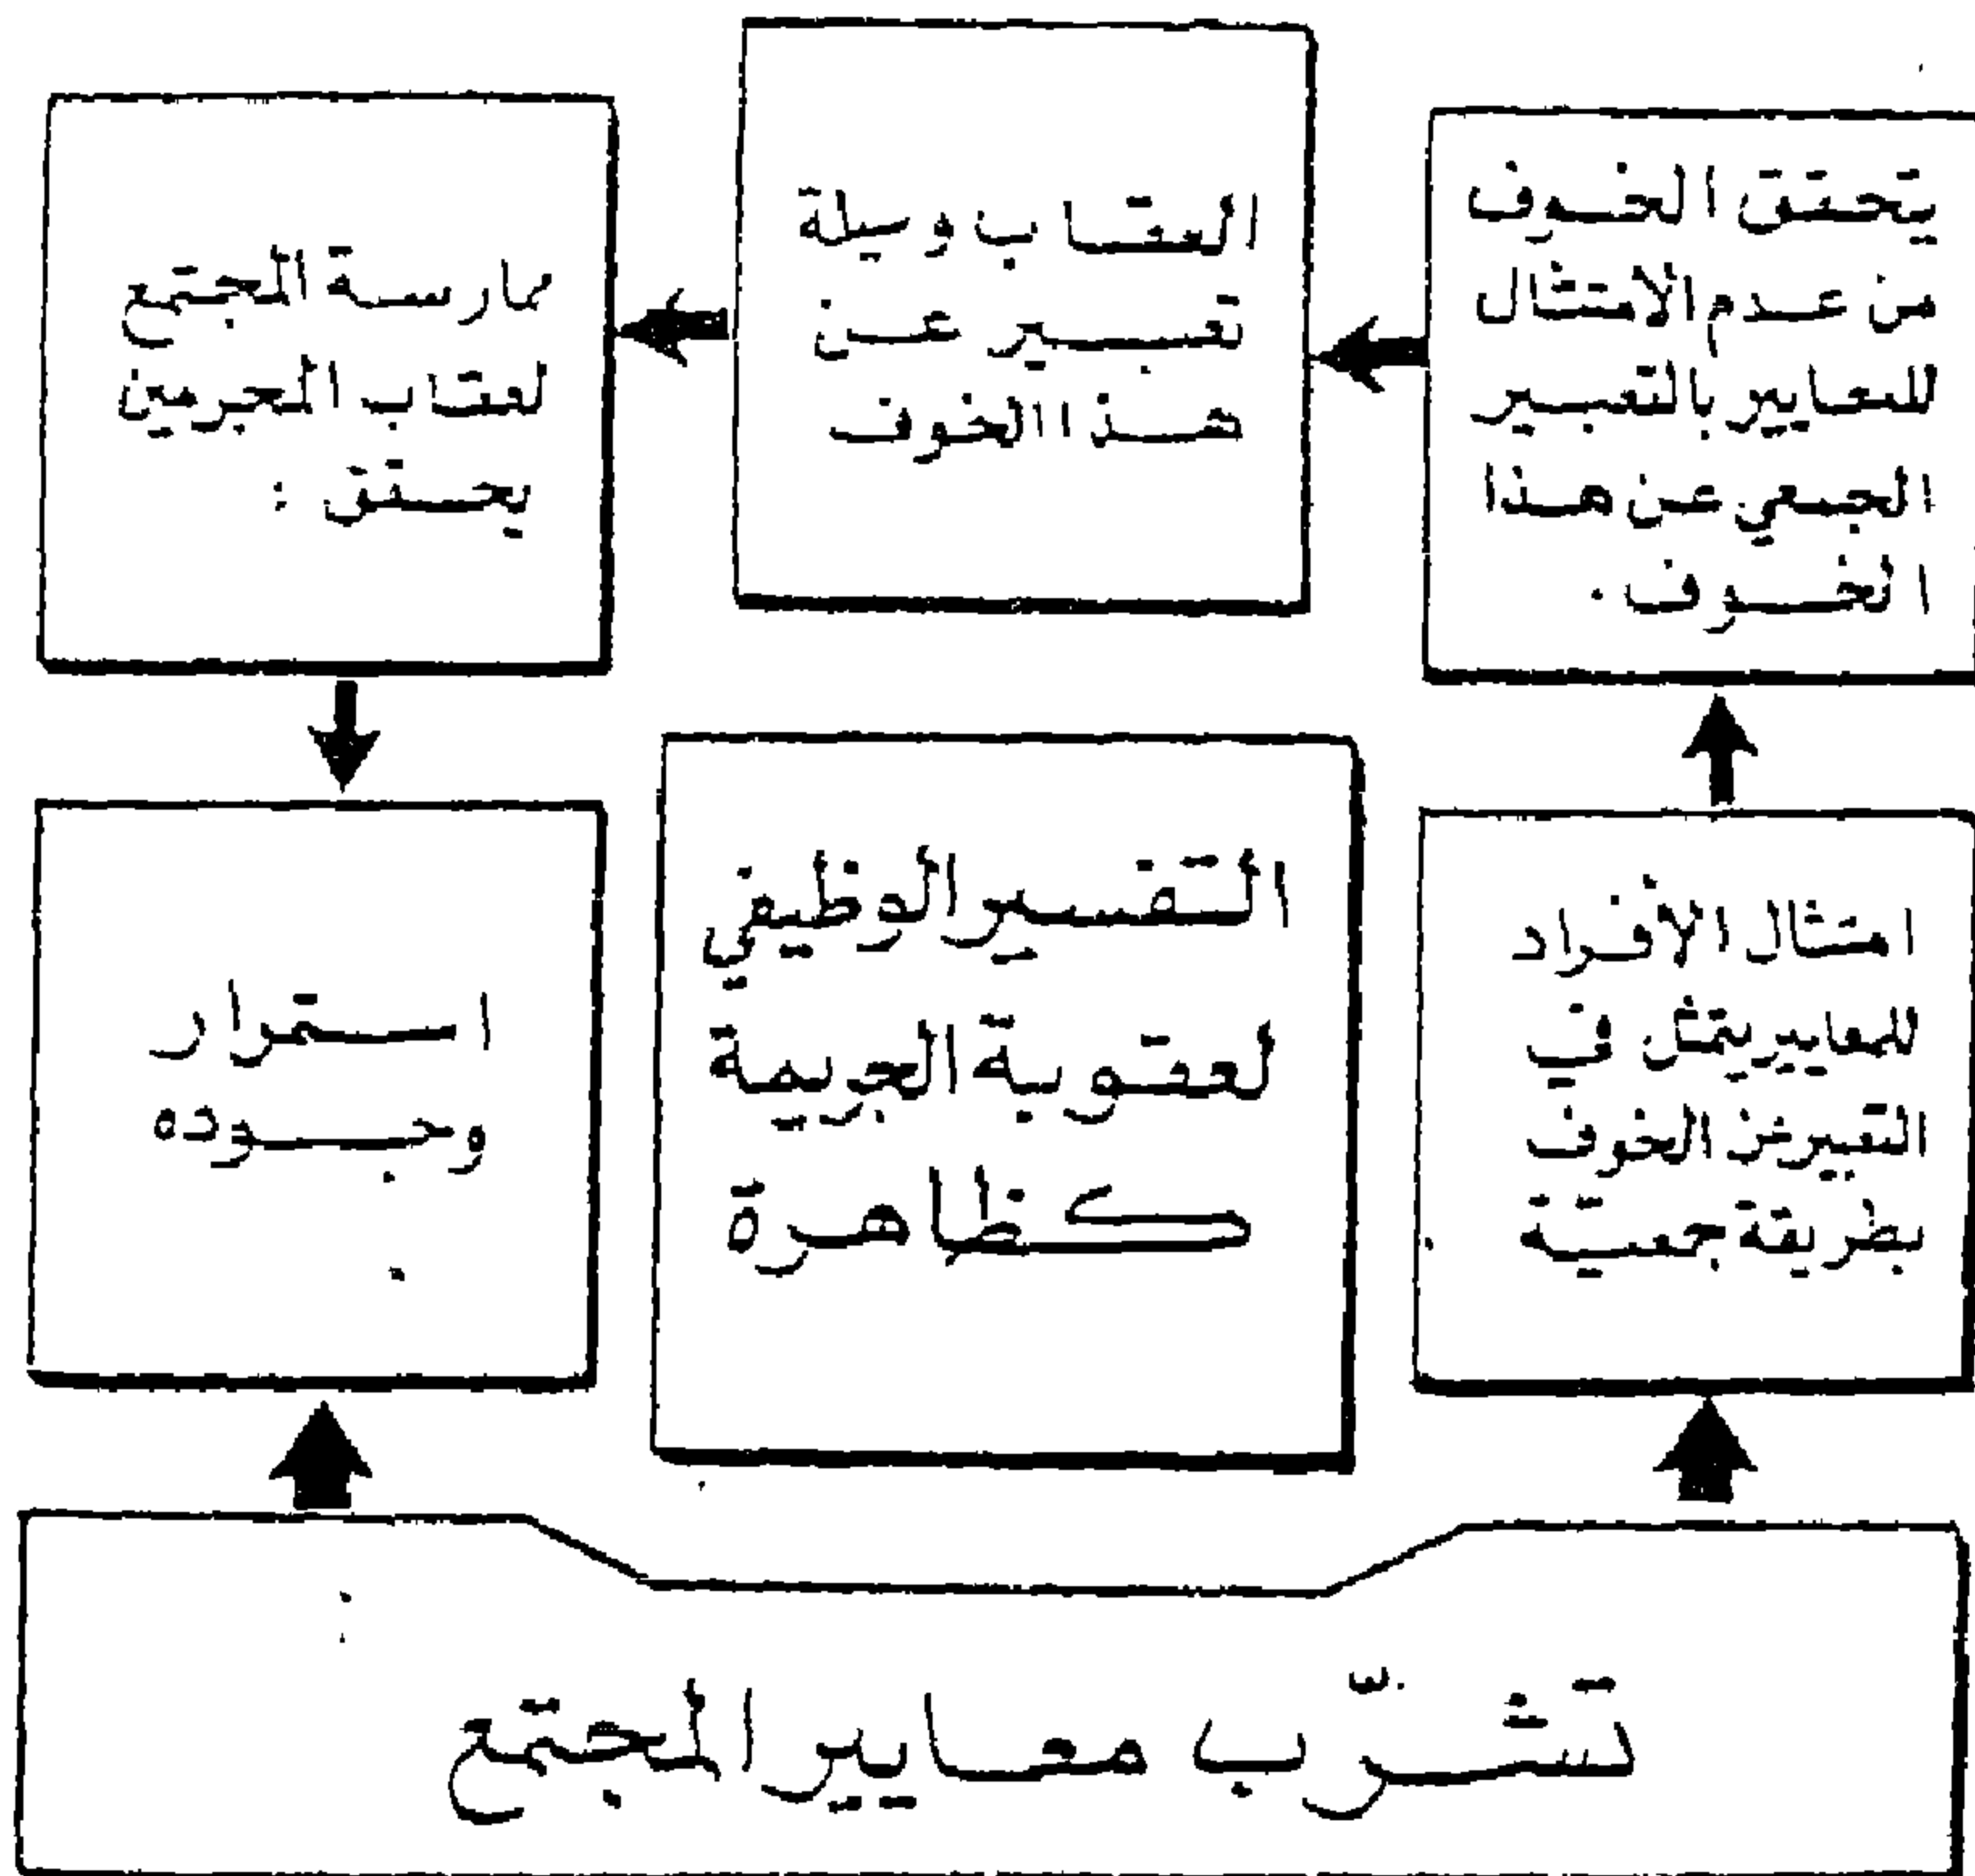 يتحقق الخوف
من عدم الامتثال
للمعايير بالتعبير
الجمعي عن هذا
الخوف .
العقاب وسيلة
تعبير عن
هذا الخوف
ممارسة المجتمع
لعقاب المجرمين
يحقق :
امتثال الأفراد
للمعايير يتمثل في
التعبير عن الخوف
بطريقة جمعية
التفسير الوظيفي
لعقوبة الجريمة
كظاهرة
استمرار
وجوده
تشرّب معايير المجتمع